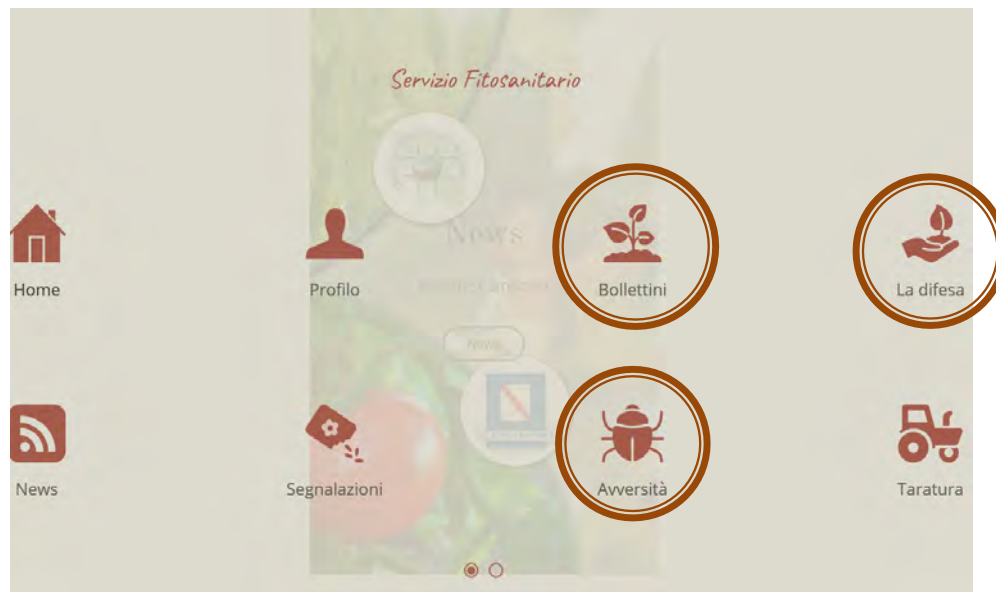 Servizio Fitosanitario
News
Home
Profilo
Bollettini
La difesa
News
News
Segnalazioni
Avversità
Taratura